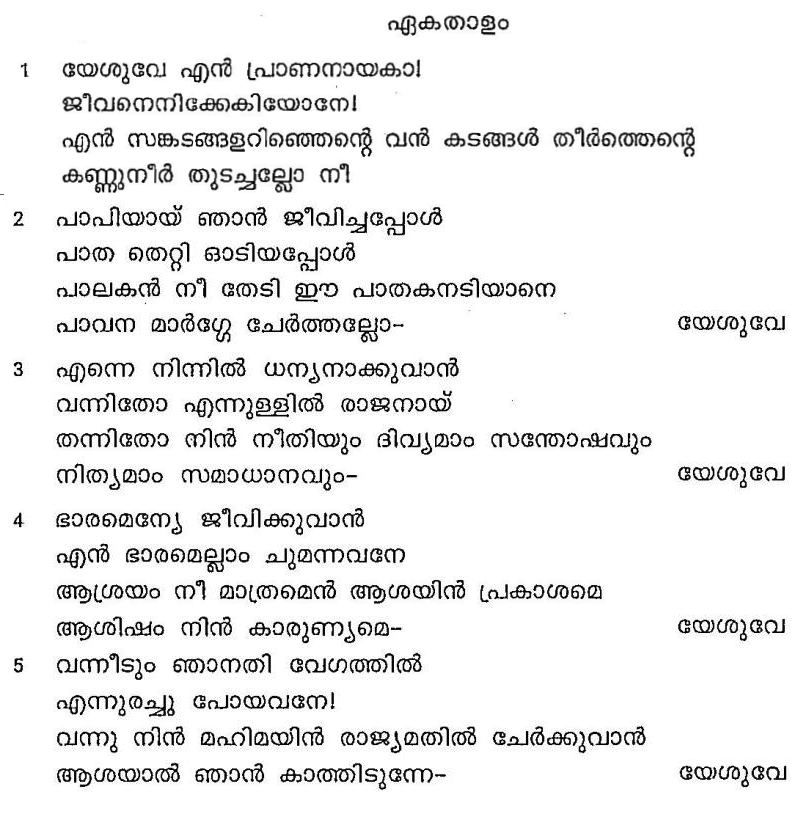 ഏകതാളം
1 യേശുവേ എൻ പ്രാണനായകാ!
ജീവനെനിക്കേകിയോനേ!
എൻ സങ്കടങ്ങളറിഞ്ഞെന്റെ വൻ കടങ്ങൾ തീർത്തെന്റെ
കണ്ണുനീർ തുടച്ചല്ലോ നീ
2 പാപിയായ് ഞാൻ ജീവിച്ചപ്പോൾ
പാത തെറ്റി ഓടിയപ്പോൾ
പാലകൻ നീ തേടി ഈ പാതകനടിയാനെ
പാവന മാർഗ്ഗേ ചേർത്തല്ലോ– യേശുവേ
3 എന്നെ നിന്നിൽ ധന്യനാക്കുവാൻ
വന്നിതോ എന്നുള്ളിൽ രാജനായ്
തന്നിതോ നിൻ നീതിയും ദിവ്യമാം സന്തോഷവും
നിത്യമാം സമാധാനവും– യേശുവേ
4 ഭാരമെന്യേ ജീവിക്കുവാൻ
എൻ ഭാരമെല്ലാം ചുമന്നവനേ
ആശ്രയം നീ മാത്രമെൻ ആശയിൻ പ്രകാശമെ
ആശിഷം നിൻ കാരുണ്യമെ– യേശുവേ
5 വന്നീടും ഞാനതി വേഗത്തിൽ
എന്നുരച്ചു പോയവനേ!
വന്നു നിൻ മഹിമയിൻ രാജ്യമതിൽ ചേർക്കുവാൻ
ആശയാൽ ഞാൻ കാത്തിടുന്നേ– യേശുവേ